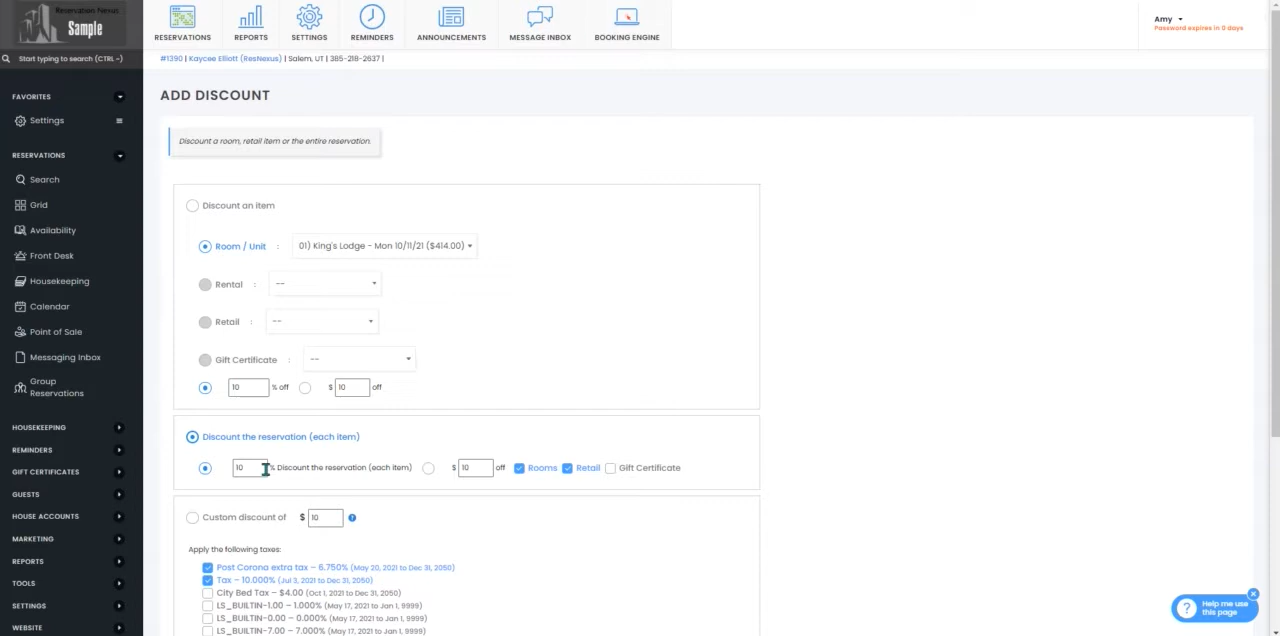 Reservation Nexus
Sample
RESERVATIONS
REPORTS
SETTINGS
REMINDERS
ANNOUNCEMENTS
MESSAGE INBOX
BOOKING ENGINE
Amy
Password expires in 0 days
Start typing to search (CTRL ~)
#1390 | Kaycee Elliott (ResNexus) | Salem, UT | 385-218-2637 |
FAVORITES
Settings
RESERVATIONS
Search
Grid
Availability
Front Desk
Housekeeping
Calendar
Point of Sale
Messaging Inbox
Group
Reservations
HOUSEKEEPING
REMINDERS
GIFT CERTIFICATES
GUESTS
HOUSE ACCOUNTS
MARKETING
REPORTS
TOOLS
SETTINGS
WEBSITE
ADD DISCOUNT
Discount a room, retail item or the entire reservation.
Discount an item
Room / Unit : 01) King's Lodge - Mon 10/11/21 ($414.00)
Rental : --
Retail : --
Gift Certificate : --
10 % off $ 10 off
Discount the reservation (each item)
10 % Discount the reservation (each item) $ 10 off Rooms Retail Gift Certificate
Custom discount of $ 10 ?
Apply the following taxes:
Post Corona extra tax – 6.750% (May 20, 2021 to Dec 31, 2050)
Tax – 10.000% (Jul 3, 2021 to Dec 31, 2050)
City Bed Tax – $4.00 (Oct 1, 2021 to Dec 31, 2050)
LS_BUILTIN-1.00 – 1.000% (May 17, 2021 to Jan 1, 9999)
LS_BUILTIN-0.00 – 0.000% (May 17, 2021 to Jan 1, 9999)
LS_BUILTIN-7.00 – 7.000% (May 17, 2021 to Jan 1, 9999)
? Help me use
this page